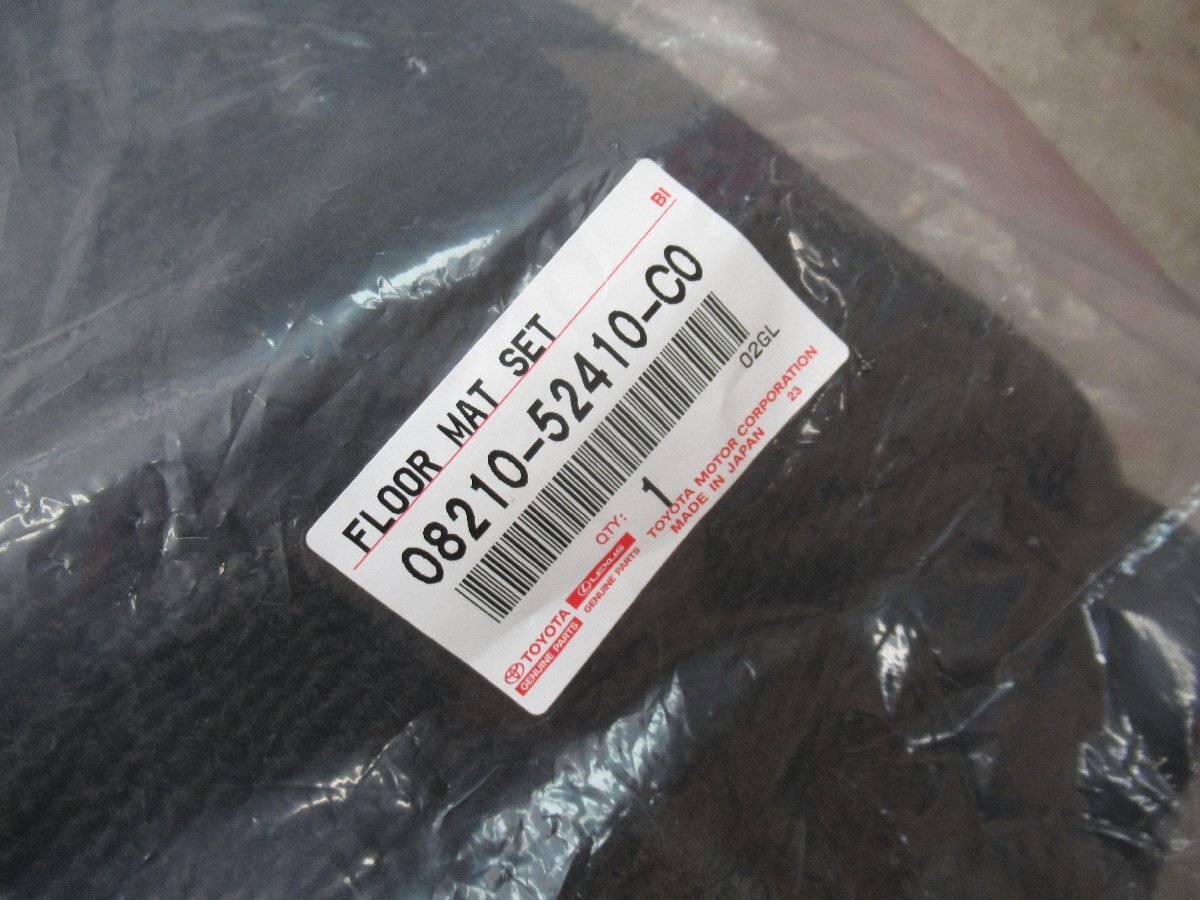 BI
FLOOR MAT SET
08210-52410-C0
02GL
QTY: 1
TOYOTA
GENUINE PARTS
LEXUS
GENUINE PARTS
TOYOTA MOTOR CORPORATION
MADE IN JAPAN 23